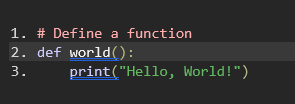 1. # Define a function
2. def world():
3.     print("Hello, World!")